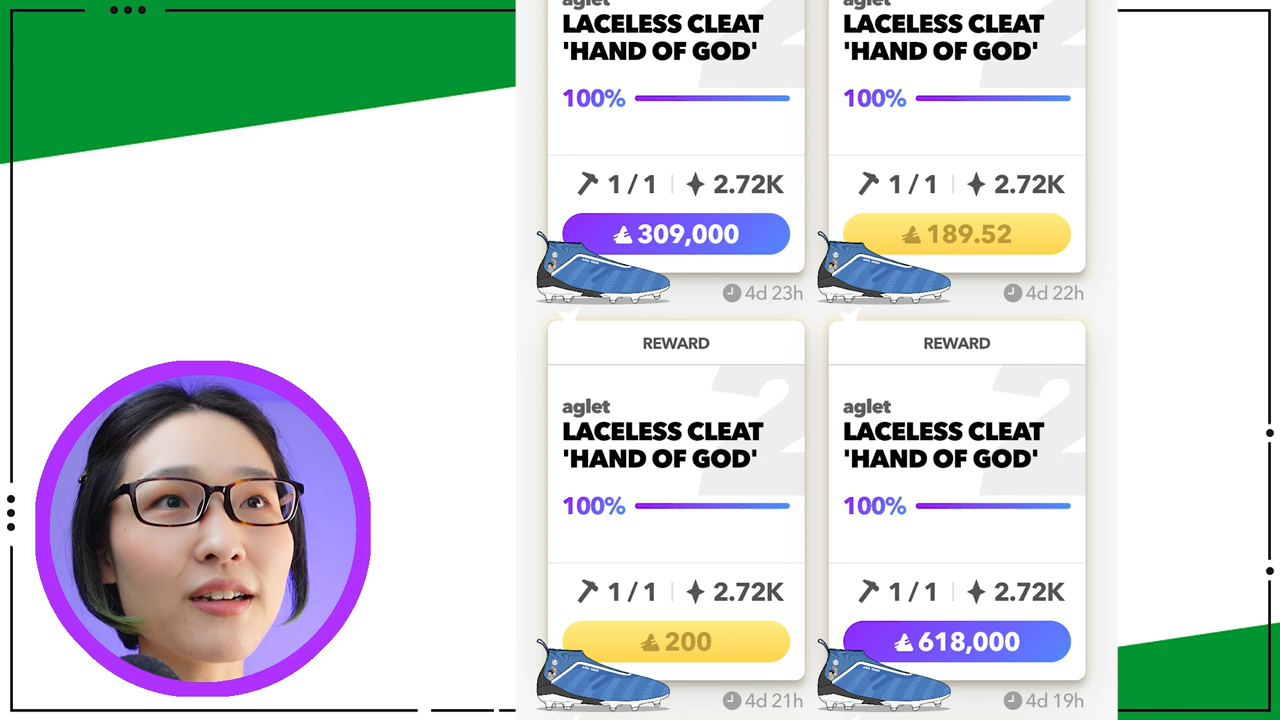 aglet
LACELESS CLEAT
'HAND OF GOD'
100%
1 / 1 2.72K
309,000
4d 23h
aglet
LACELESS CLEAT
'HAND OF GOD'
100%
1 / 1 2.72K
189.52
4d 22h
REWARD
2
aglet
LACELESS CLEAT
'HAND OF GOD'
100%
1 / 1 2.72K
200
4d 21h
REWARD
2
aglet
LACELESS CLEAT
'HAND OF GOD'
100%
1 / 1 2.72K
618,000
4d 19h